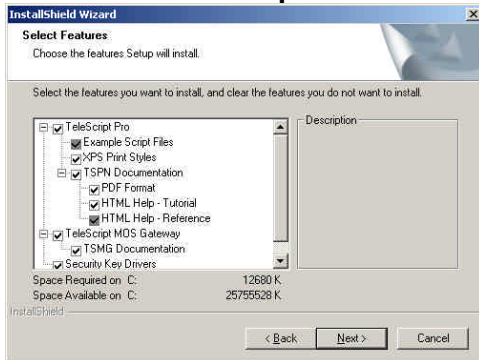 InstallShield Wizard
Select Features
Choose the features Setup will install.
Select the features you want to install, and clear the features you do not want to install.
TeleScript Pro
Example Script Files
XPS Print Styles
TSPN Documentation
PDF Format
HTML Help - Tutorial
HTML Help - Reference
TeleScript MOS Gateway
TSMG Documentation
Security Key Drivers
Description
Space Required on C: 12680 K
Space Available on C: 25755528 K
InstallShield
< Back Next > Cancel